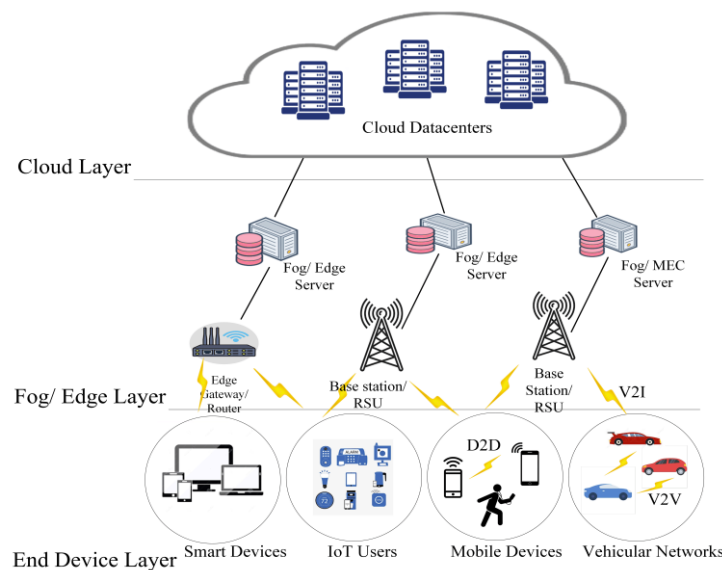 Cloud Datacenters
Cloud Layer
Fog/ Edge
Server
Fog/ Edge
Server
Fog/ MEC
Server
Edge
Gateway/
Router
Base station/
RSU
Base
Station/
RSU
V2I
Fog/ Edge Layer
ALARM
D2D
V2V
Smart Devices
IoT Users
Mobile Devices
Vehicular Networks
End Device Layer